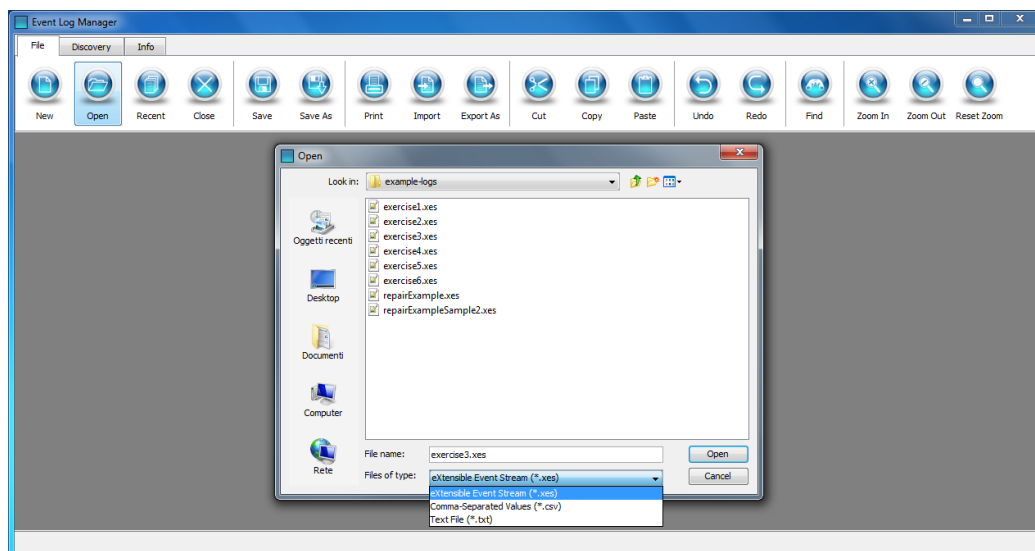 Event Log Manager
File Discovery Info
New Open Recent Close Save Save As Print Import Export As Cut Copy Paste Undo Redo Find Zoom In Zoom Out Reset Zoom
Open
Look in: example-logs
Oggetti recenti
Desktop
Documenti
Computer
Rete
exercise1.xes
exercise2.xes
exercise3.xes
exercise4.xes
exercise5.xes
exercise6.xes
repairExample.xes
repairExampleSample2.xes
File name: exercise3.xes Open
Files of type: eXtensible Event Stream (*.xes) Cancel
eXtensible Event Stream (*.xes)
Comma-Separated Values (*.csv)
Text File (*.txt)